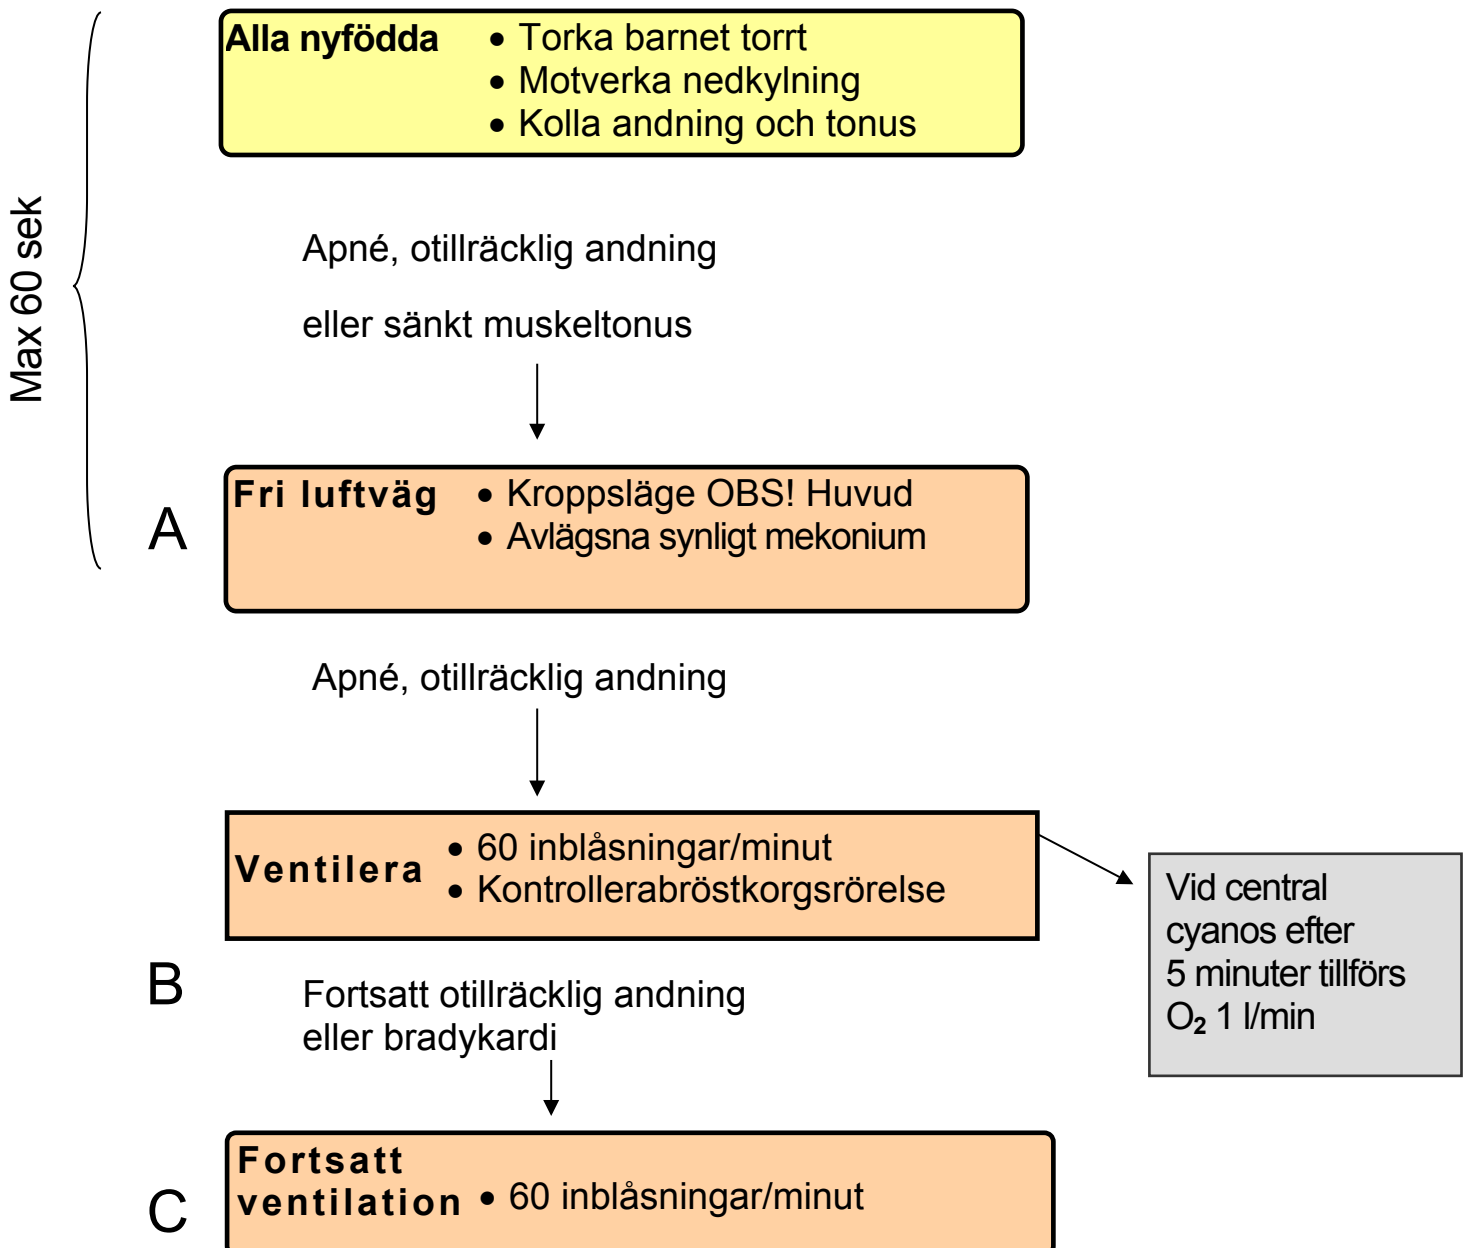 Max 60 sek
Alla nyfödda
• Torka barnet torrt
• Motverka nedkylning
• Kolla andning och tonus
Apné, otillräcklig andning
eller sänkt muskeltonus
A
Fri luftväg
• Kroppsläge OBS! Huvud
• Avlägsna synligt mekonium
Apné, otillräcklig andning
Ventilera
• 60 inblåsningar/minut
• Kontrollerabröstkorgsrörelse
Vid central
cyanos efter
5 minuter tillförs
O₂ 1 l/min
B
Fortsatt otillräcklig andning
eller bradykardi
C
Fortsatt
ventilation
• 60 inblåsningar/minut